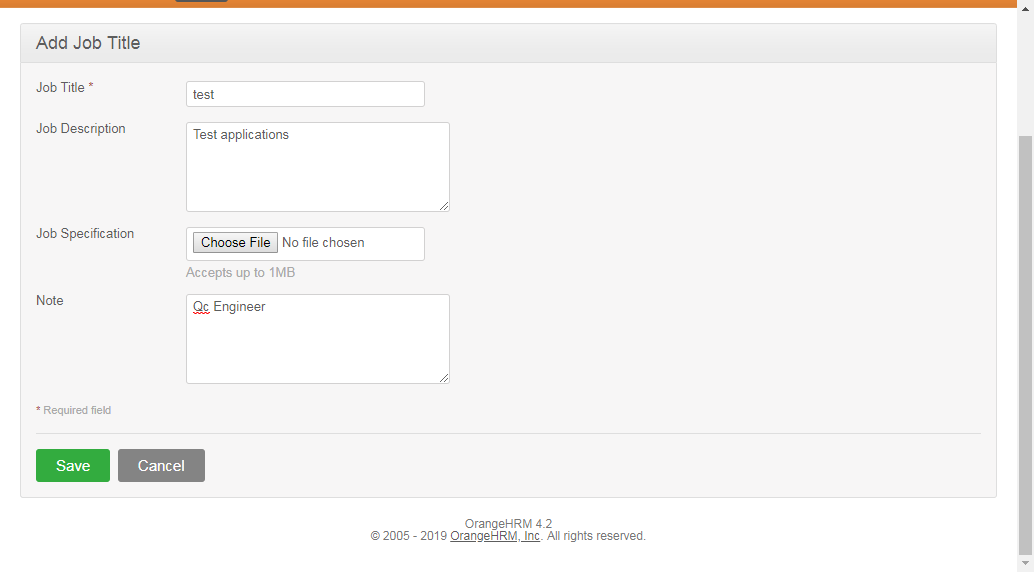 Add Job Title
Job Title *
test
Job Description
Test applications
Job Specification
Choose File No file chosen
Accepts up to 1MB
Note
Qc Engineer
* Required field
Save Cancel
OrangeHRM 4.2
© 2005 - 2019 OrangeHRM, Inc. All rights reserved.